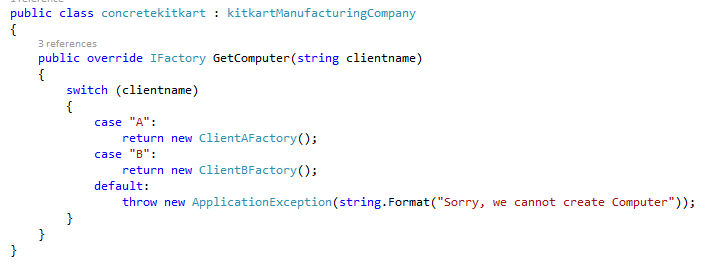 public class concretekitkart : kitkartManufacturingCompany
{
3 references
public override IFactory GetComputer(string clientname)
{
switch (clientname)
{
case "A":
return new ClientAFactory();
case "B":
return new ClientBFactory();
default:
throw new ApplicationException(string.Format("Sorry, we cannot create Computer"));
}
}
}